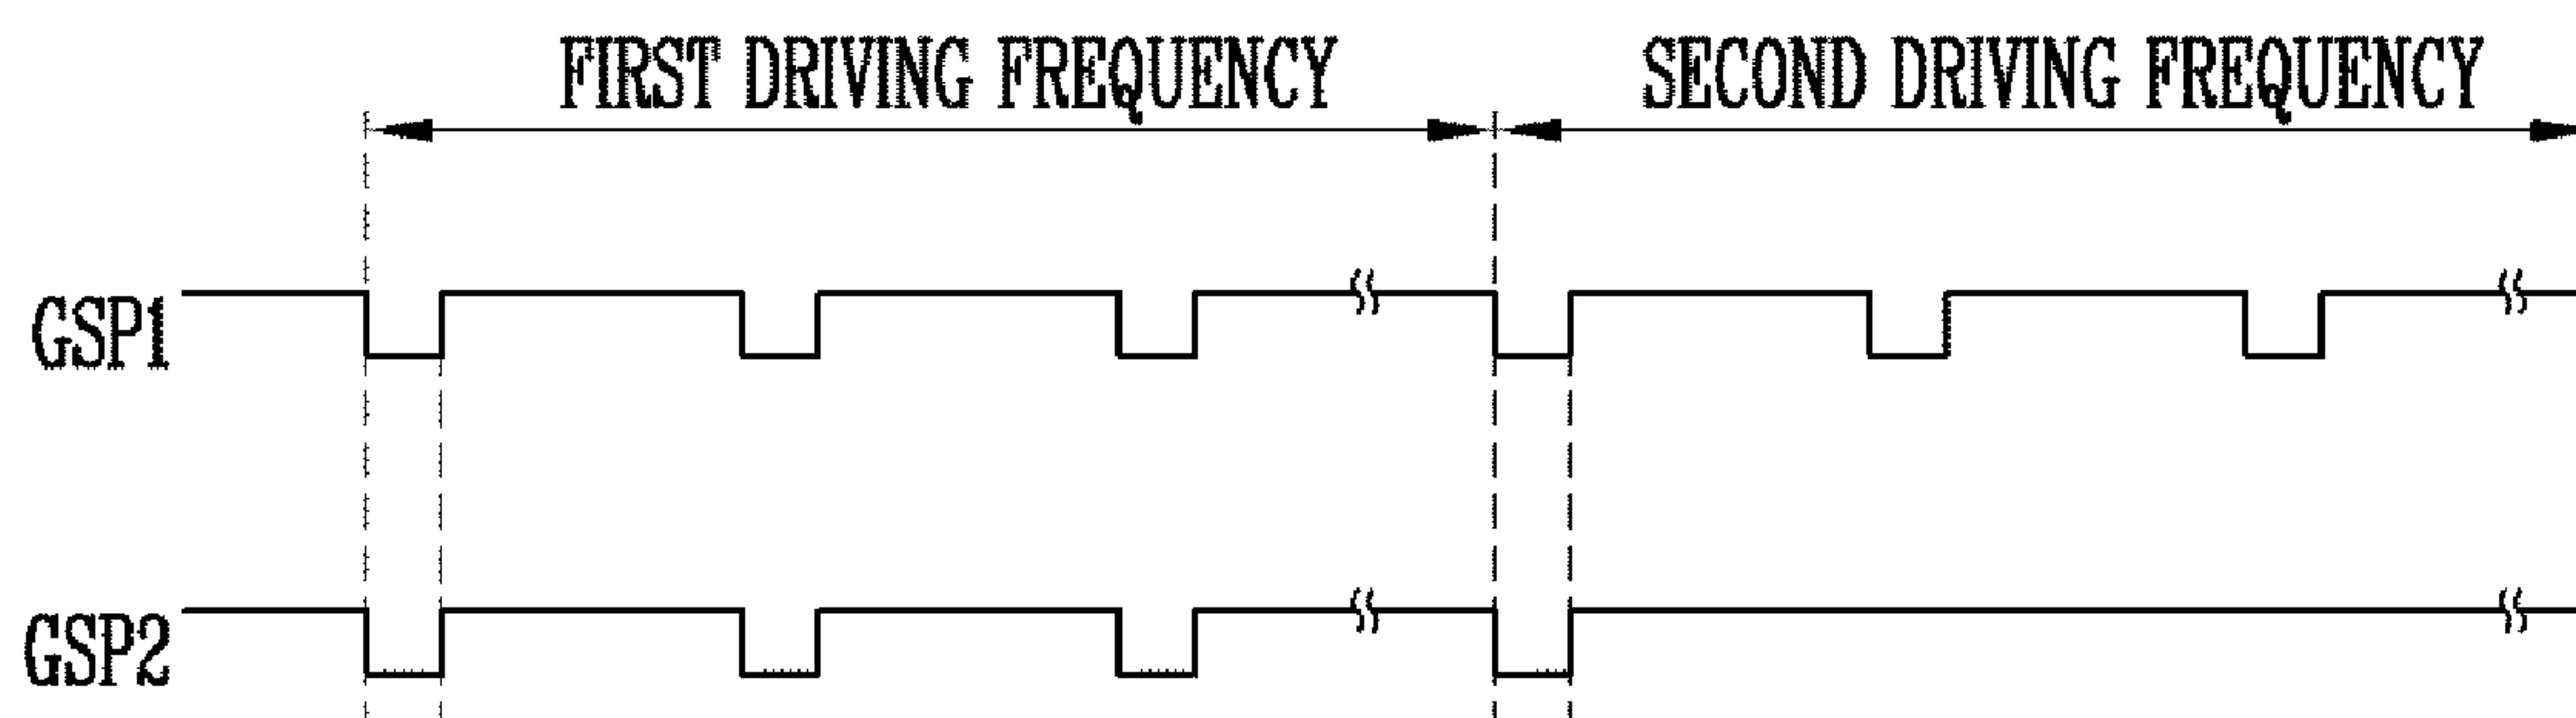 FIRST DRIVING FREQUENCY
SECOND DRIVING FREQUENCY
GSP1
GSP2